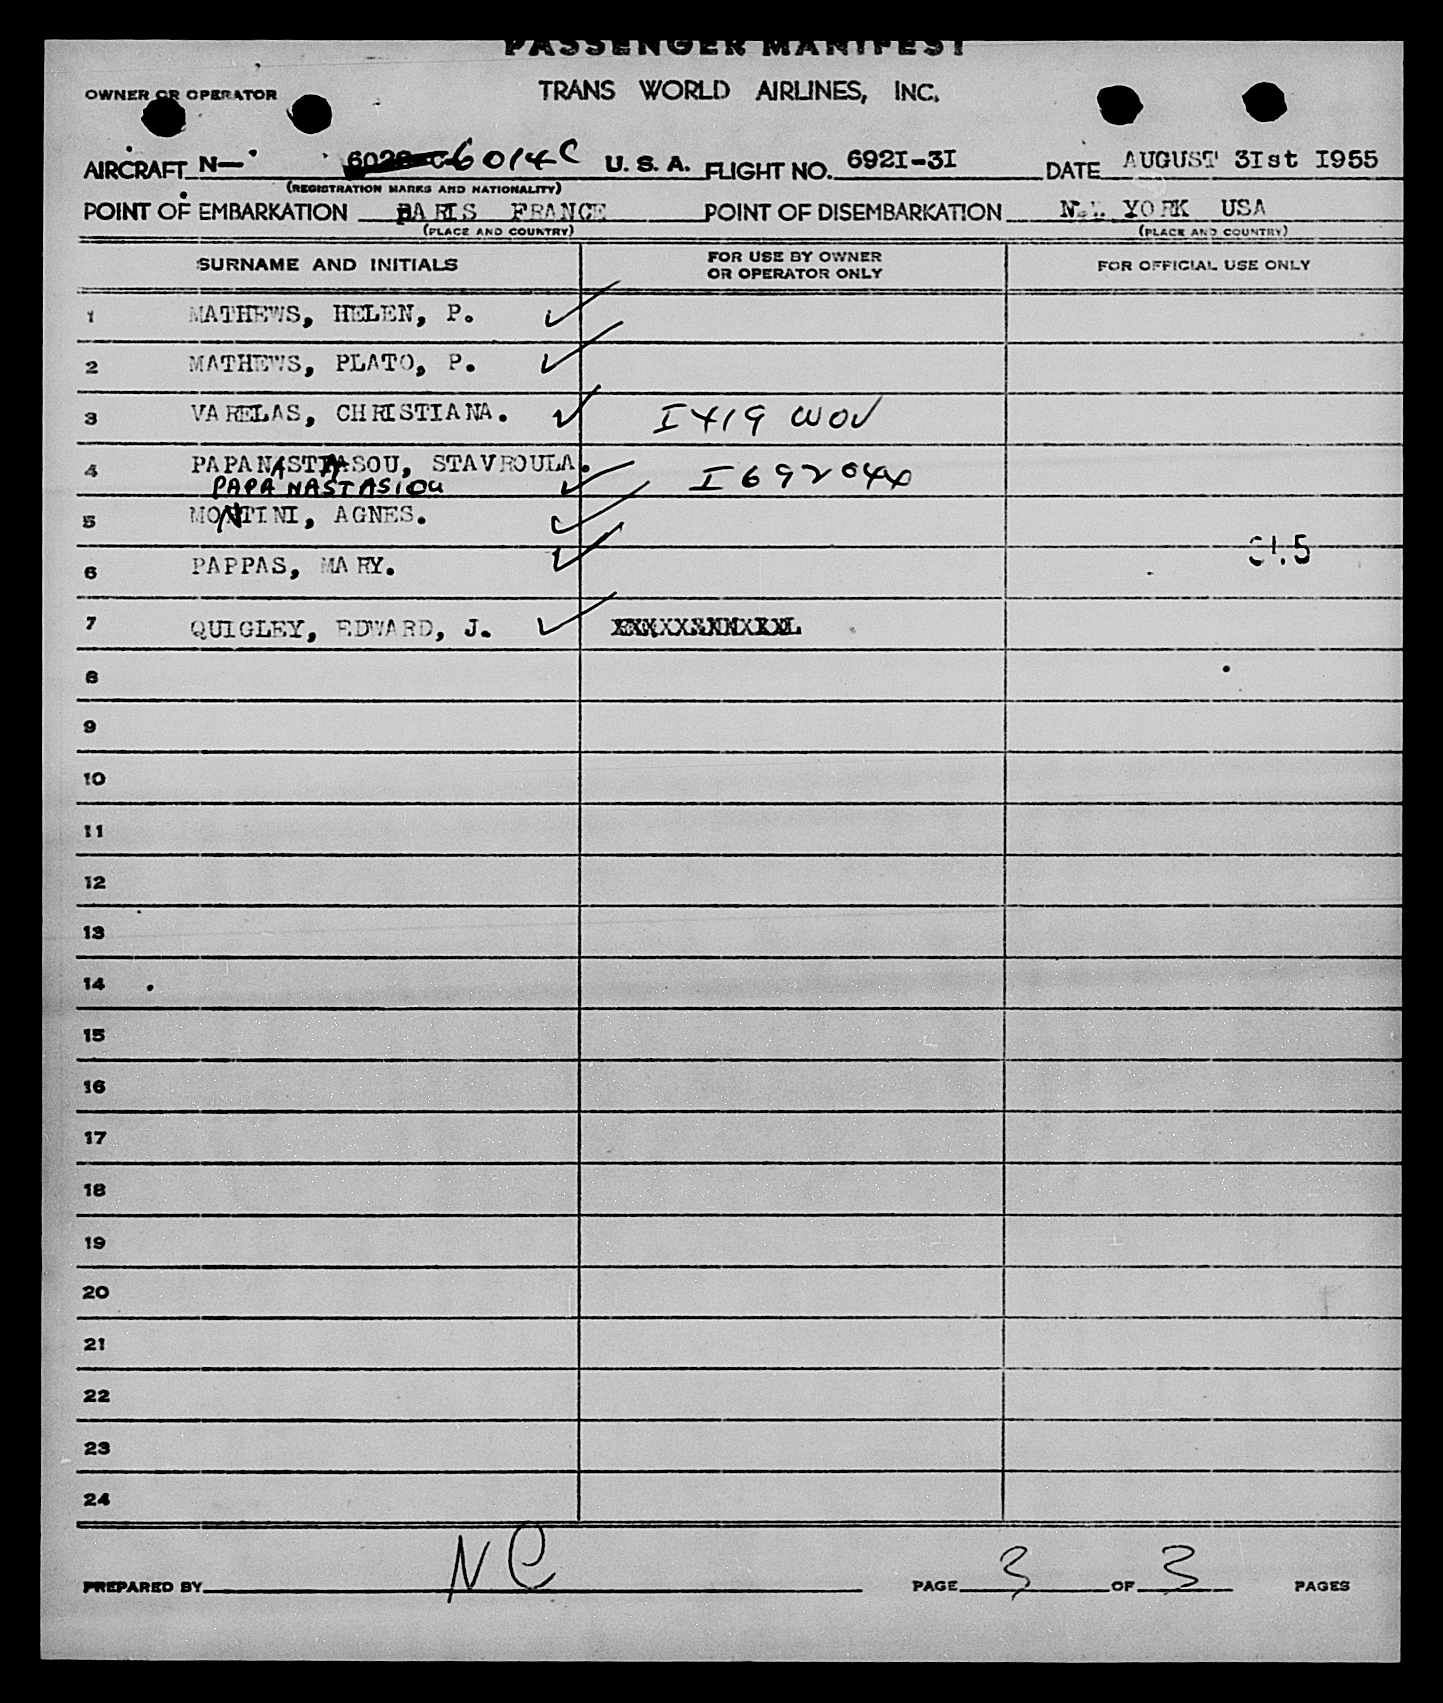 PASSENGER MANIFEST
TRANS WORLD AIRLINES, INC.
OWNER OR OPERATOR
AIRCRAFT N— 6014C U. S. A. FLIGHT NO. 692I-3I DATE AUGUST 3Ist I955
(REGISTRATION MARKS AND NATIONALITY)
POINT OF EMBARKATION PARIS FRANCE POINT OF DISEMBARKATION N.Y. YORK USA
(PLACE AND COUNTRY) (PLACE AND COUNTRY)
SURNAME AND INITIALS FOR USE BY OWNER OR OPERATOR ONLY FOR OFFICIAL USE ONLY
1 MATHEWS, HELEN, P.
2 MATHEWS, PLATO, P.
3 VARELAS, CHRISTIANA. I419
4 PAPANASTASOU, STAVROULA. I692044
PAPANASTASIOU
5 MONTINI, AGNES.
6 PAPPAS, MARY.
7 QUIGLEY, EDWARD, J.
8
9
10
11
12
13
14
15
16
17
18
19
20
21
22
23
24
PREPARED BY NC PAGE 3 OF 3 PAGES